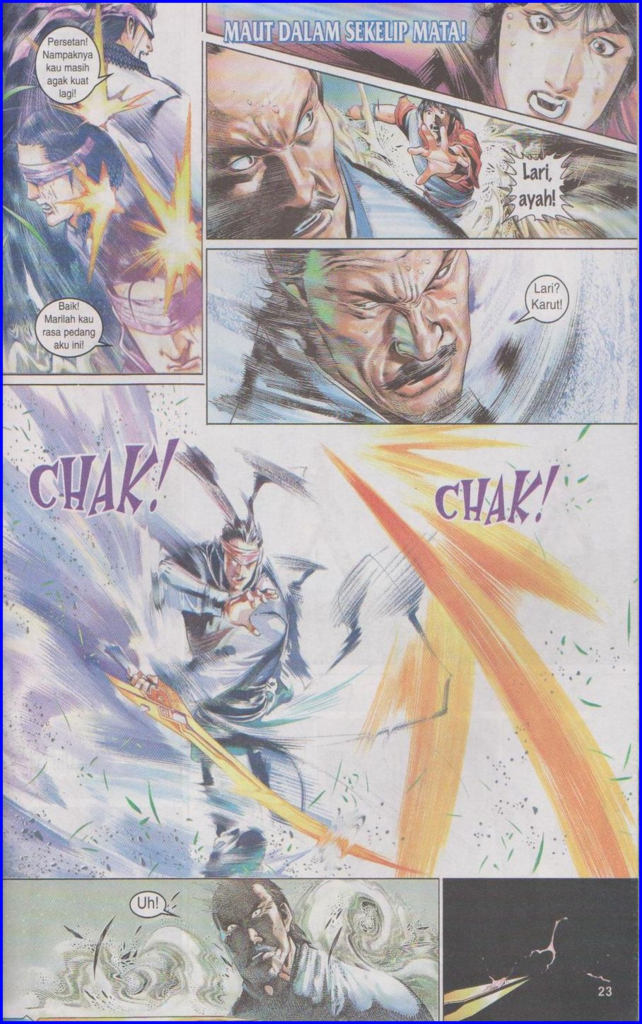 Persetan!
Nampaknya
kau masih
agak kuat
lagi!
Baik!
Marilah kau
rasa pedang
aku ini!
MAUT DALAM SEKELIP MATA!
Lari,
ayah!
Lari?
Karut!
CHAK!
CHAK!
Uh!
23